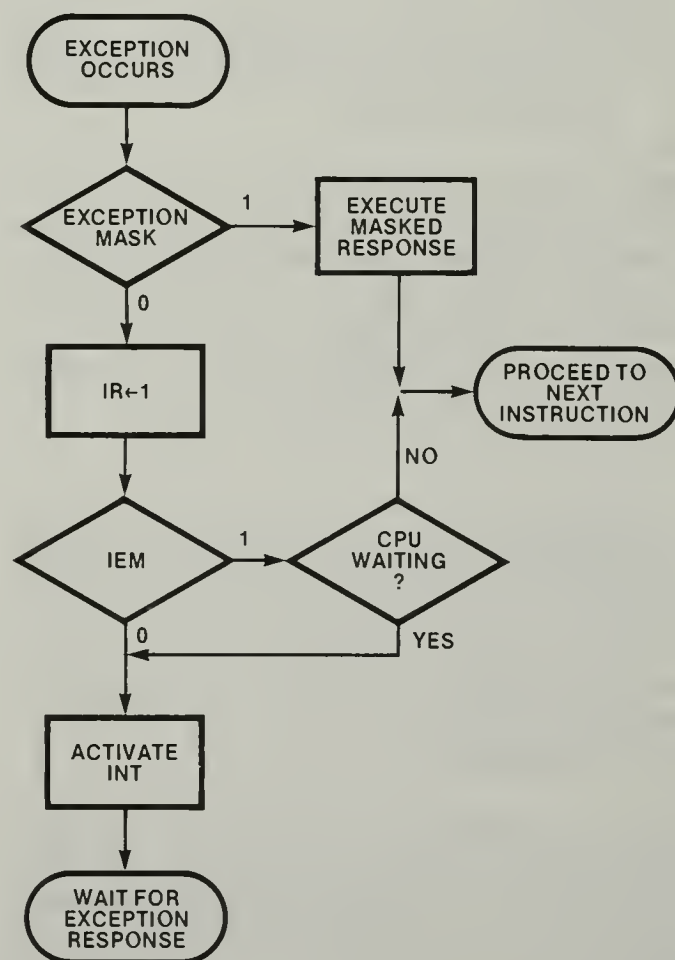 EXCEPTION
OCCURS
EXCEPTION
MASK
1
EXECUTE
MASKED
RESPONSE
0
IR←1
PROCEED TO
NEXT
INSTRUCTION
NO
IEM
1
CPU
WAITING
?
0
YES
ACTIVATE
INT
WAIT FOR
EXCEPTION
RESPONSE